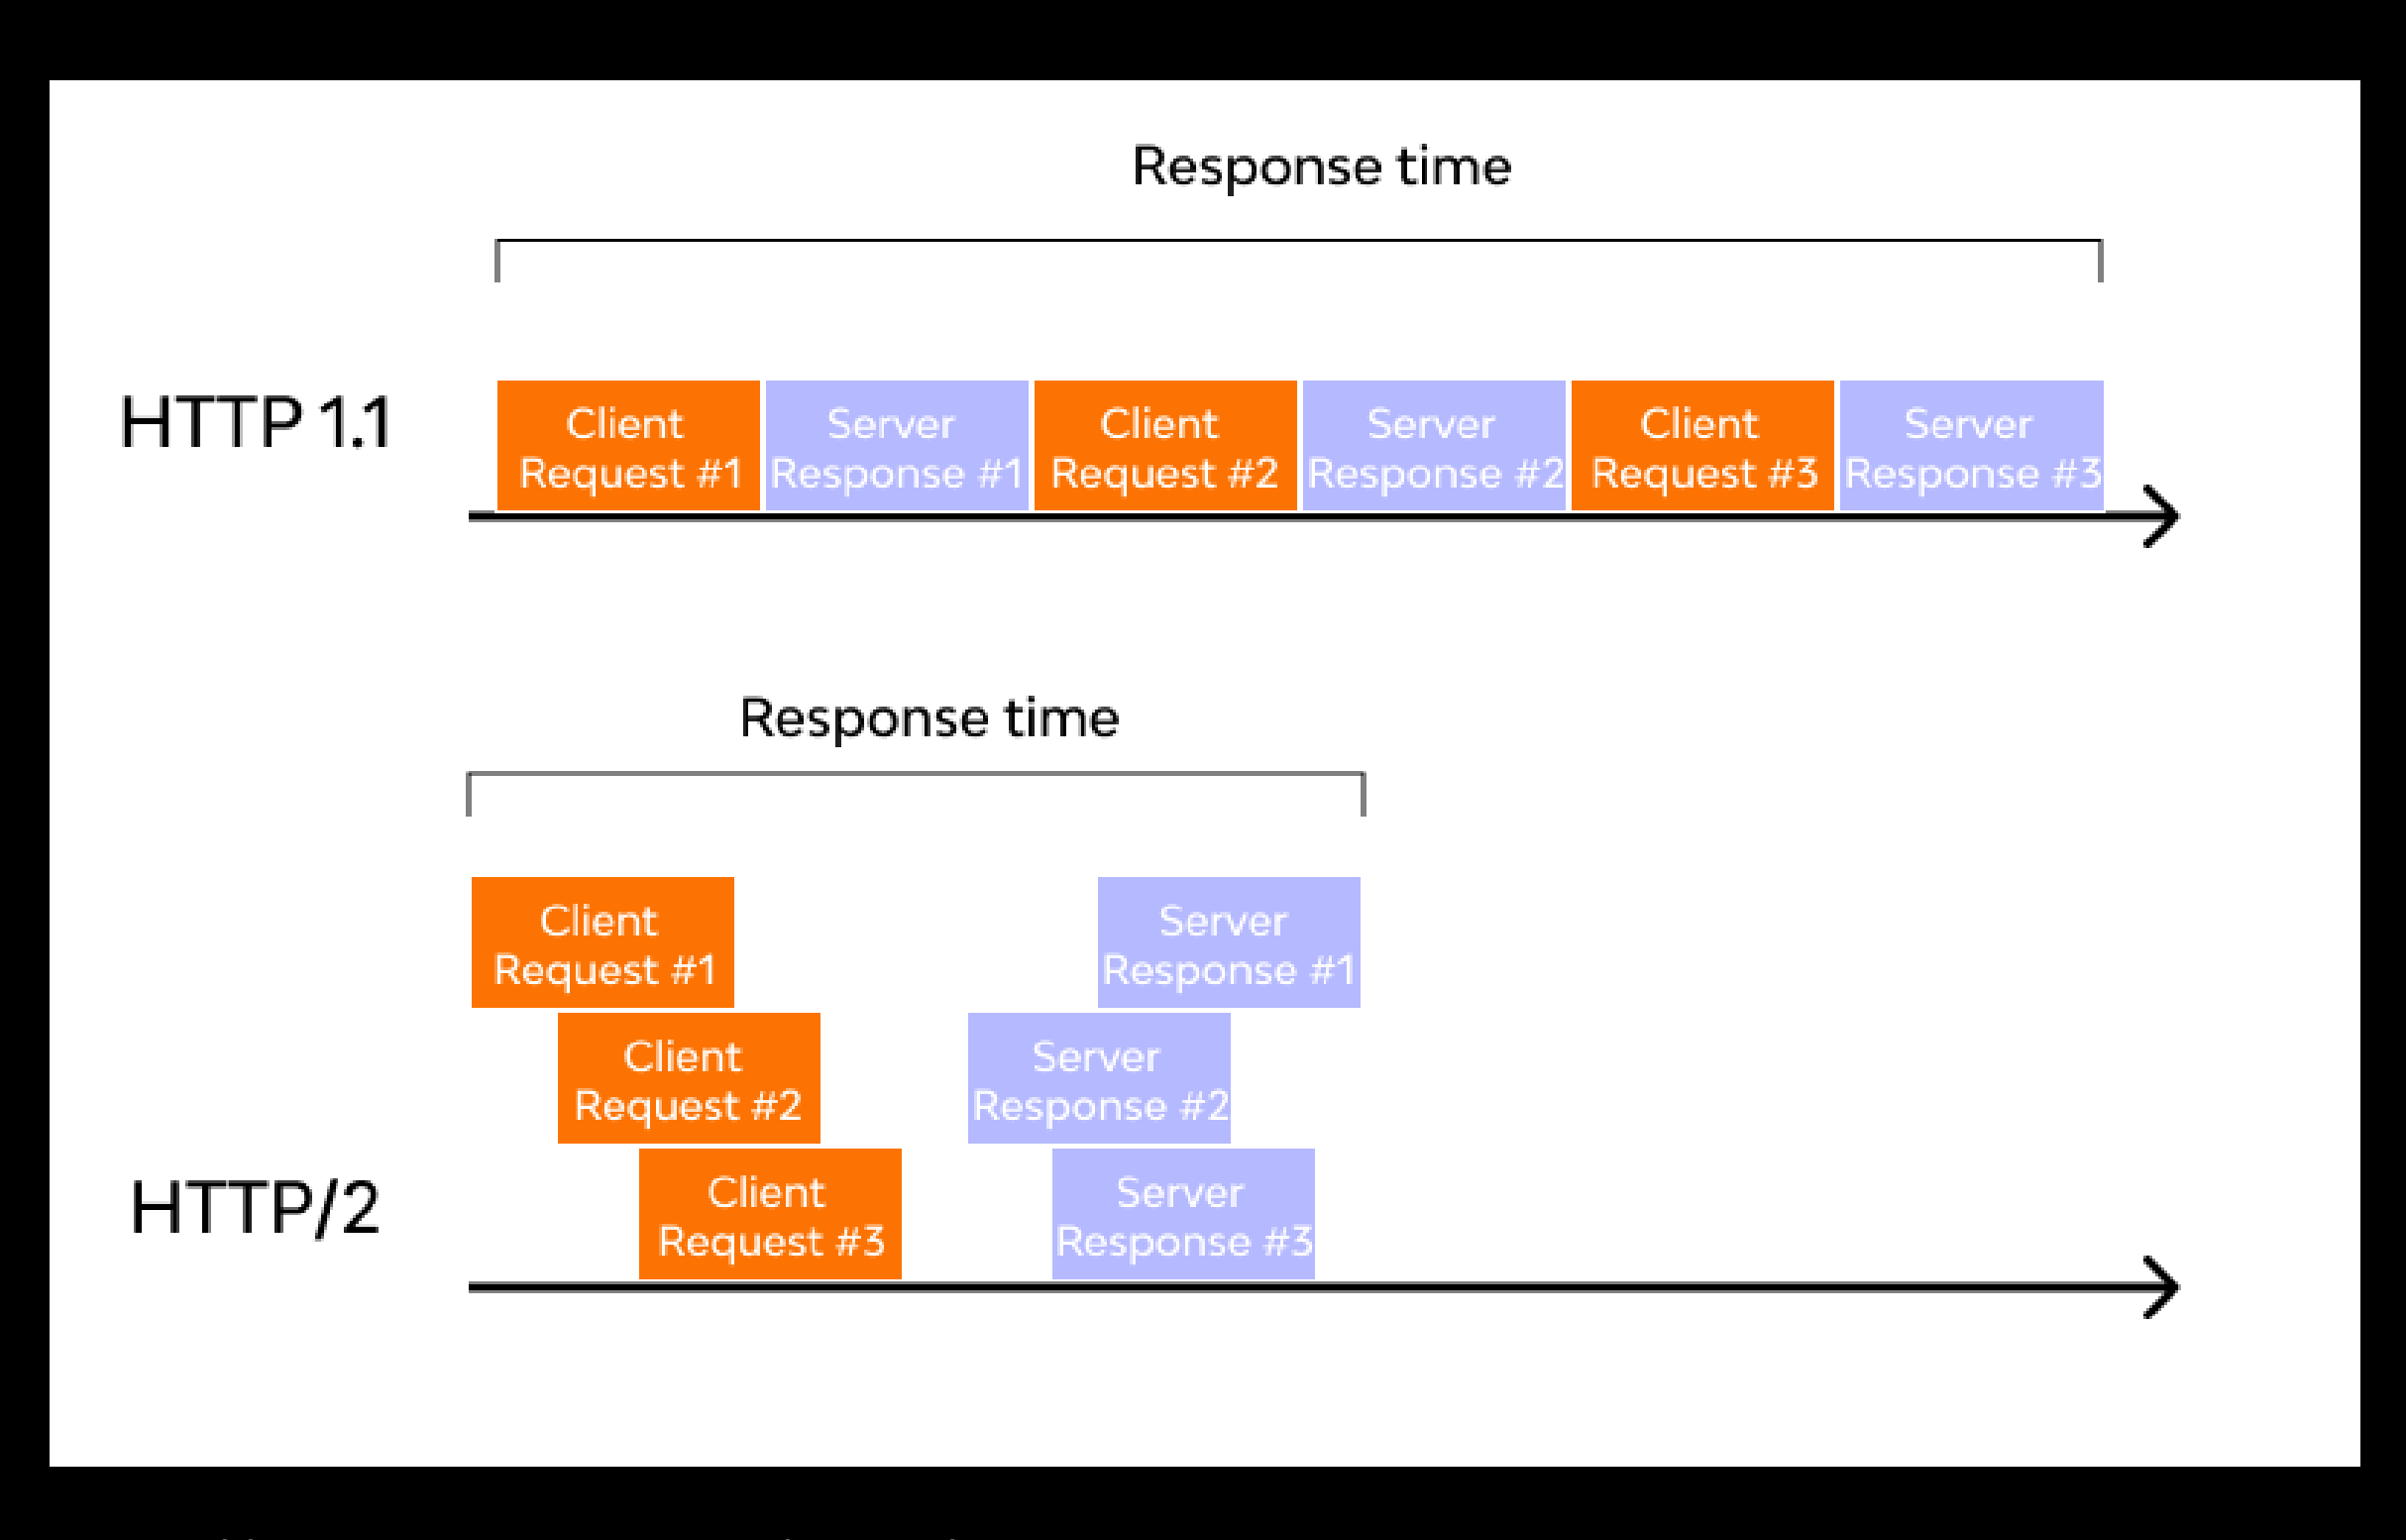 Response time
HTTP 1.1
Client
Request #1
Server
Response #1
Client
Request #2
Server
Response #2
Client
Request #3
Server
Response #3
Response time
Client
Request #1
Server
Response #1
Client
Request #2
Server
Response #2
HTTP/2
Client
Request #3
Server
Response #3